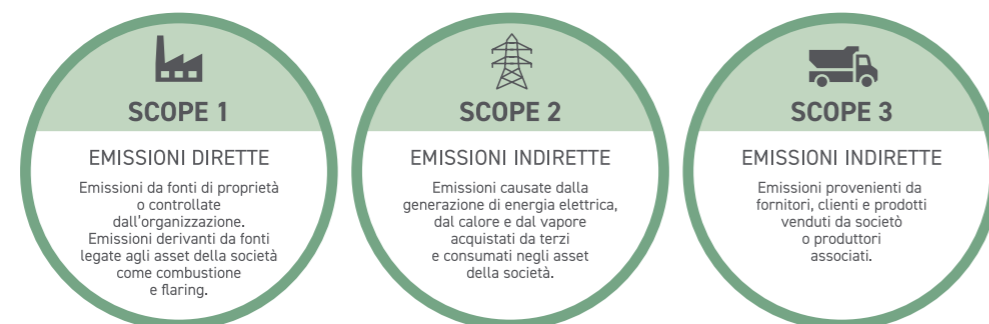 SCOPE 1
EMISSIONI DIRETTE
Emissioni da fonti di proprietà
o controllate
dall'organizzazione.
Emissioni derivanti da fonti
legate agli asset della società
come combustione
e flaring.
SCOPE 2
EMISSIONI INDIRETTE
Emissioni causate dalla
generazione di energia elettrica,
dal calore e dal vapore
acquistati da terzi
e consumati negli asset
della società.
SCOPE 3
EMISSIONI INDIRETTE
Emissioni provenienti da
fornitori, clienti e prodotti
venduti da societò
o produttori
associati.